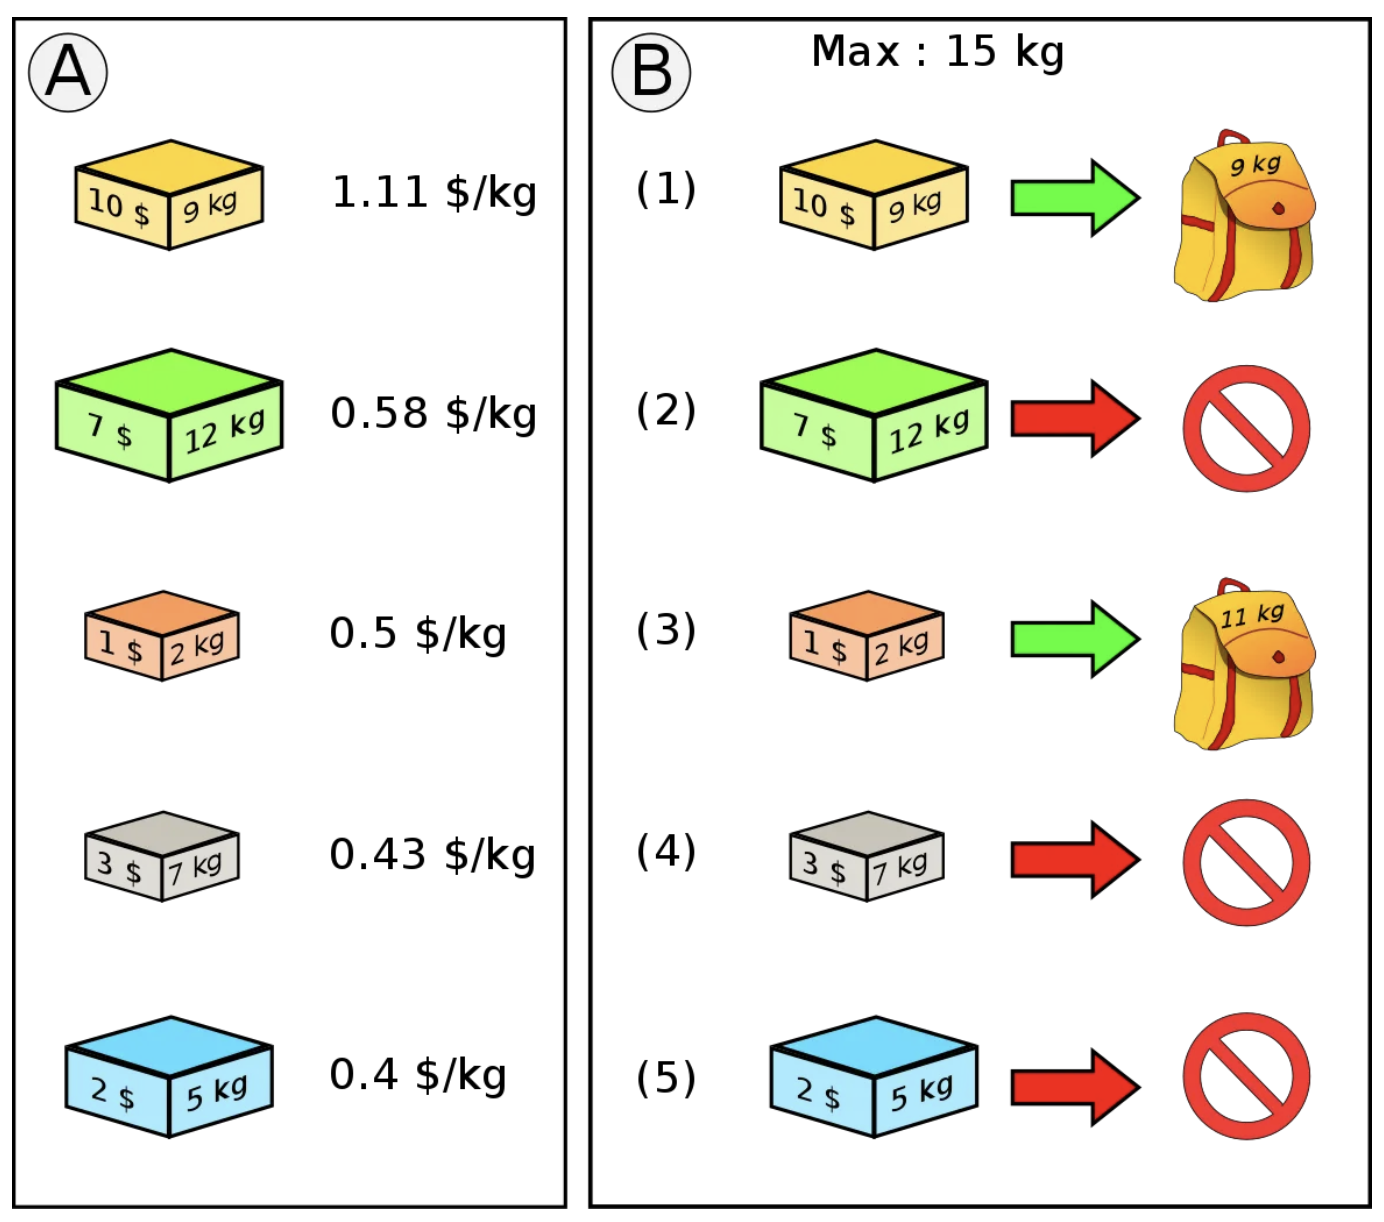 A
10 $ 9 kg 1.11 $/kg
7 $ 12 kg 0.58 $/kg
1 $ 2 kg 0.5 $/kg
3 $ 7 kg 0.43 $/kg
2 $ 5 kg 0.4 $/kg
B
Max : 15 kg
(1) 10 $ 9 kg 9 kg
(2) 7 $ 12 kg
(3) 1 $ 2 kg 11 kg
(4) 3 $ 7 kg
(5) 2 $ 5 kg